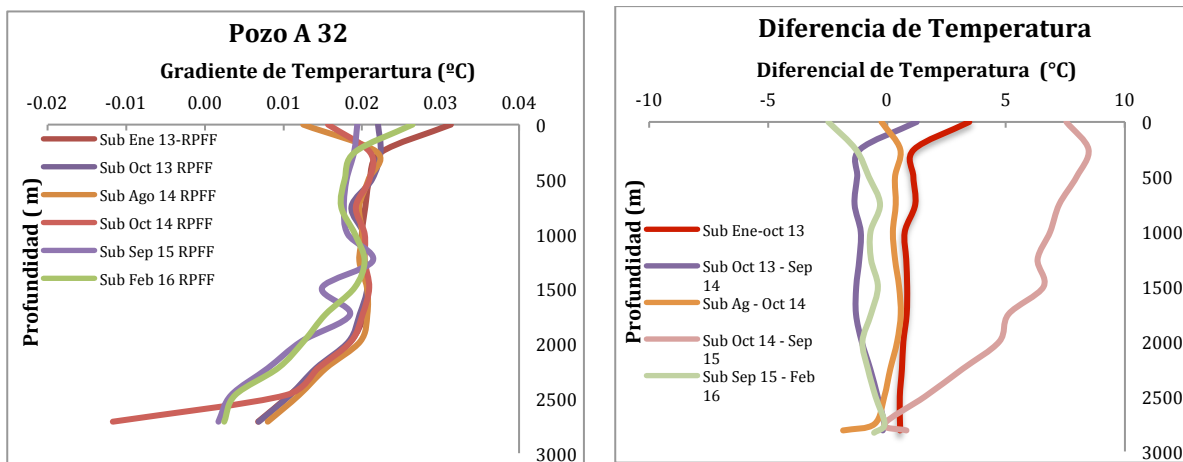 Pozo A 32
Gradiente de Temperartura (ºC)
-0.02 -0.01 0.00 0.01 0.02 0.03 0.04
0
500
1000
1500
2000
2500
3000
Profundidad ( m)
Sub Ene 13-RPFF
Sub Oct 13 RPFF
Sub Ago 14 RPFF
Sub Oct 14 RPFF
Sub Sep 15 RPFF
Sub Feb 16 RPFF
Diferencia de Temperatura
Diferencial de Temperatura (°C)
-10 -5 0 5 10
0
500
1000
1500
2000
2500
3000
Profundidad (m)
Sub Ene-oct 13
Sub Oct 13 - Sep
14
Sub Ag - Oct 14
Sub Oct 14 - Sep
15
Sub Sep 15 - Feb
16